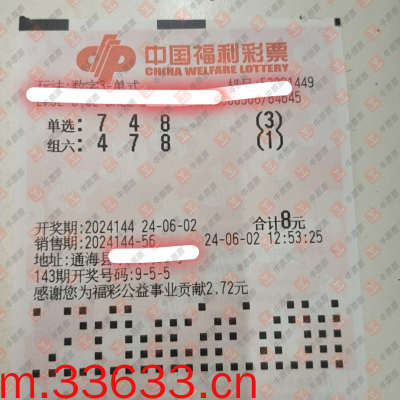 中国福利彩票
CHINA WELFARE LOTTERY
单选: 7 4 8 (3)
组六: 4 7 8 (1)
开奖期:2024144 24-06-02 合计8元
销售期:2024144-56 24-06-02 12:53:25
地址:通海县
143期开奖号码:9-5-5
感谢您为福彩公益事业贡献2.72元
m.33633.cn